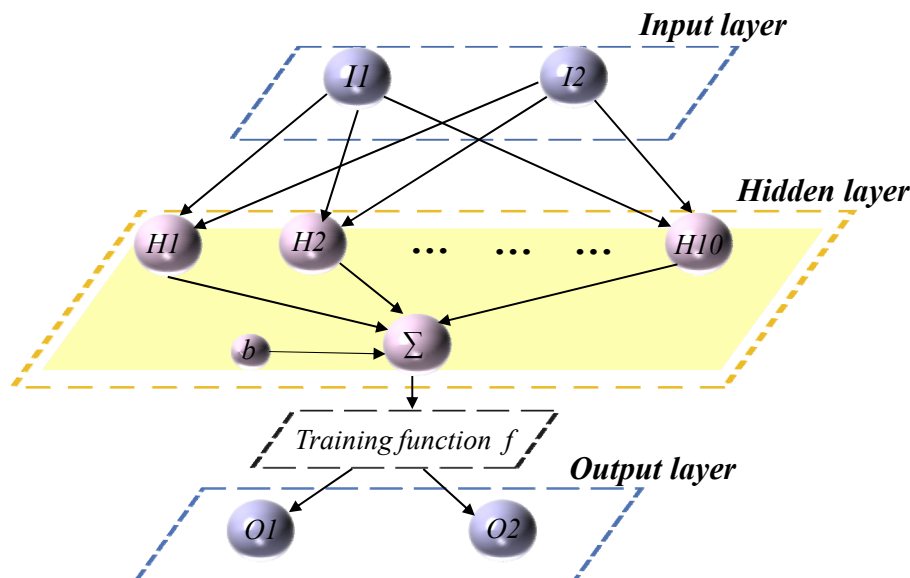 Input layer
I1 I2
Hidden layer
H1 H2 ... ... ... H10
b Σ
Training function f
Output layer
O1 O2